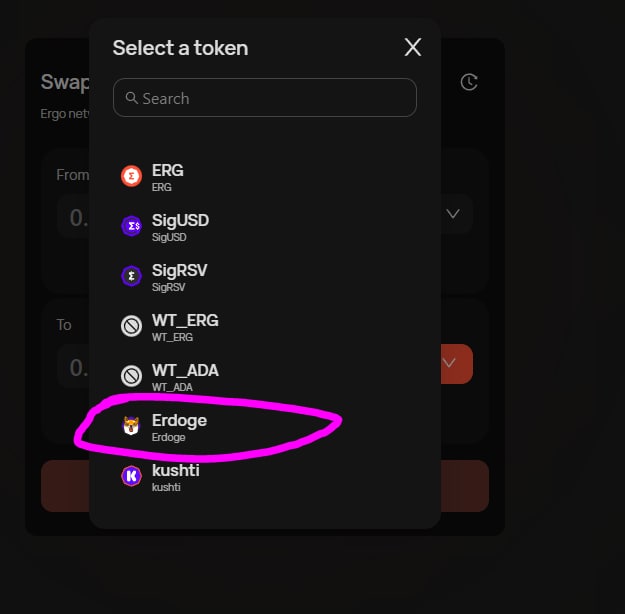 Select a token
X
Swap
Search
Ergo net
From
0.
ERG
ERG
SigUSD
SigUSD
SigRSV
SigRSV
To
0.
WT_ERG
WT_ERG
WT_ADA
WT_ADA
Erdoge
Erdoge
kushti
kushti